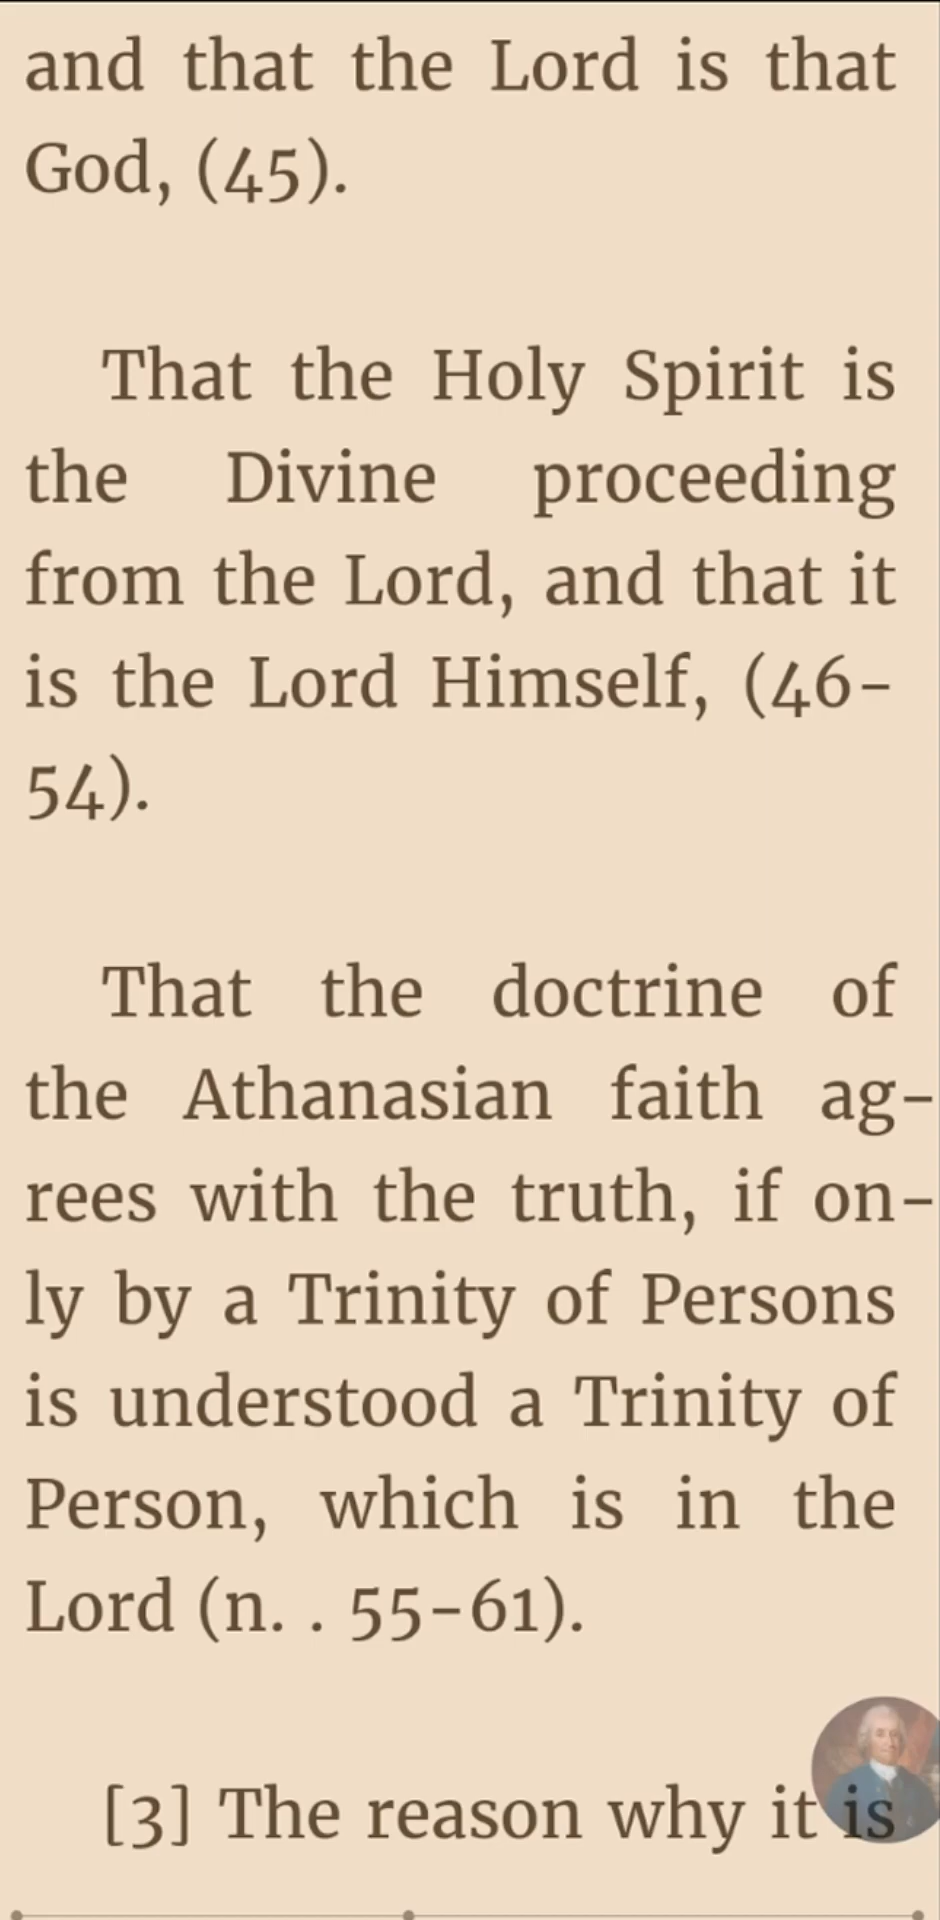 and that the Lord is that
God, (45).
That the Holy Spirit is
the Divine proceeding
from the Lord, and that it
is the Lord Himself, (46-
54).
That the doctrine of
the Athanasian faith ag-
rees with the truth, if on-
ly by a Trinity of Persons
is understood a Trinity of
Person, which is in the
Lord (n. . 55-61).
[3] The reason why it is